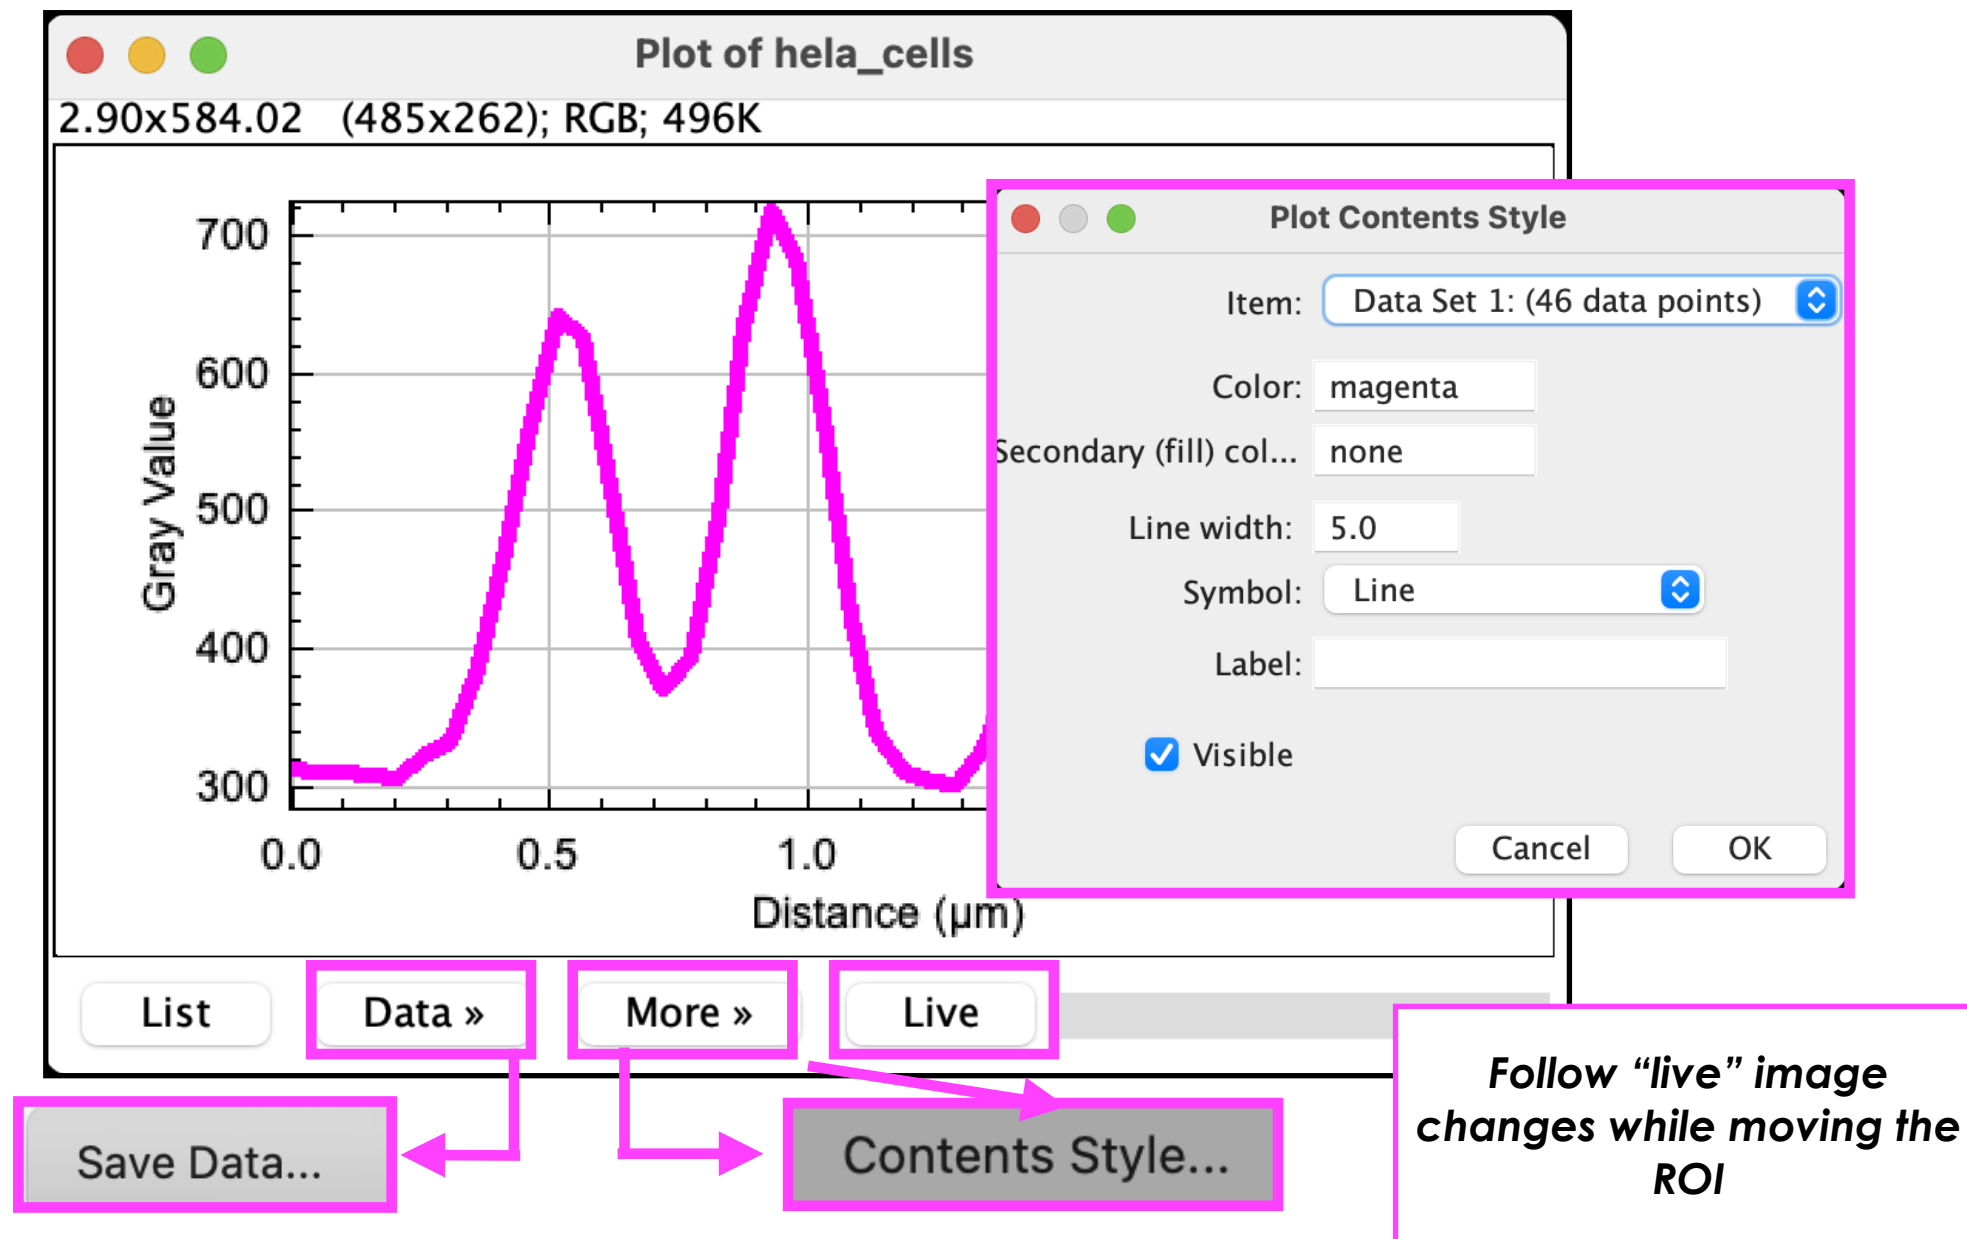 Plot of hela_cells
2.90x584.02 (485x262); RGB; 496K
700
600
500
400
300
Gray Value
0.0 0.5 1.0
Distance (µm)
Plot Contents Style
Item: Data Set 1: (46 data points)
Color: magenta
Secondary (fill) col... none
Line width: 5.0
Symbol: Line
Label:
Visible
Cancel OK
List Data » More » Live
Save Data...
Contents Style...
Follow “live” image
changes while moving the
ROI